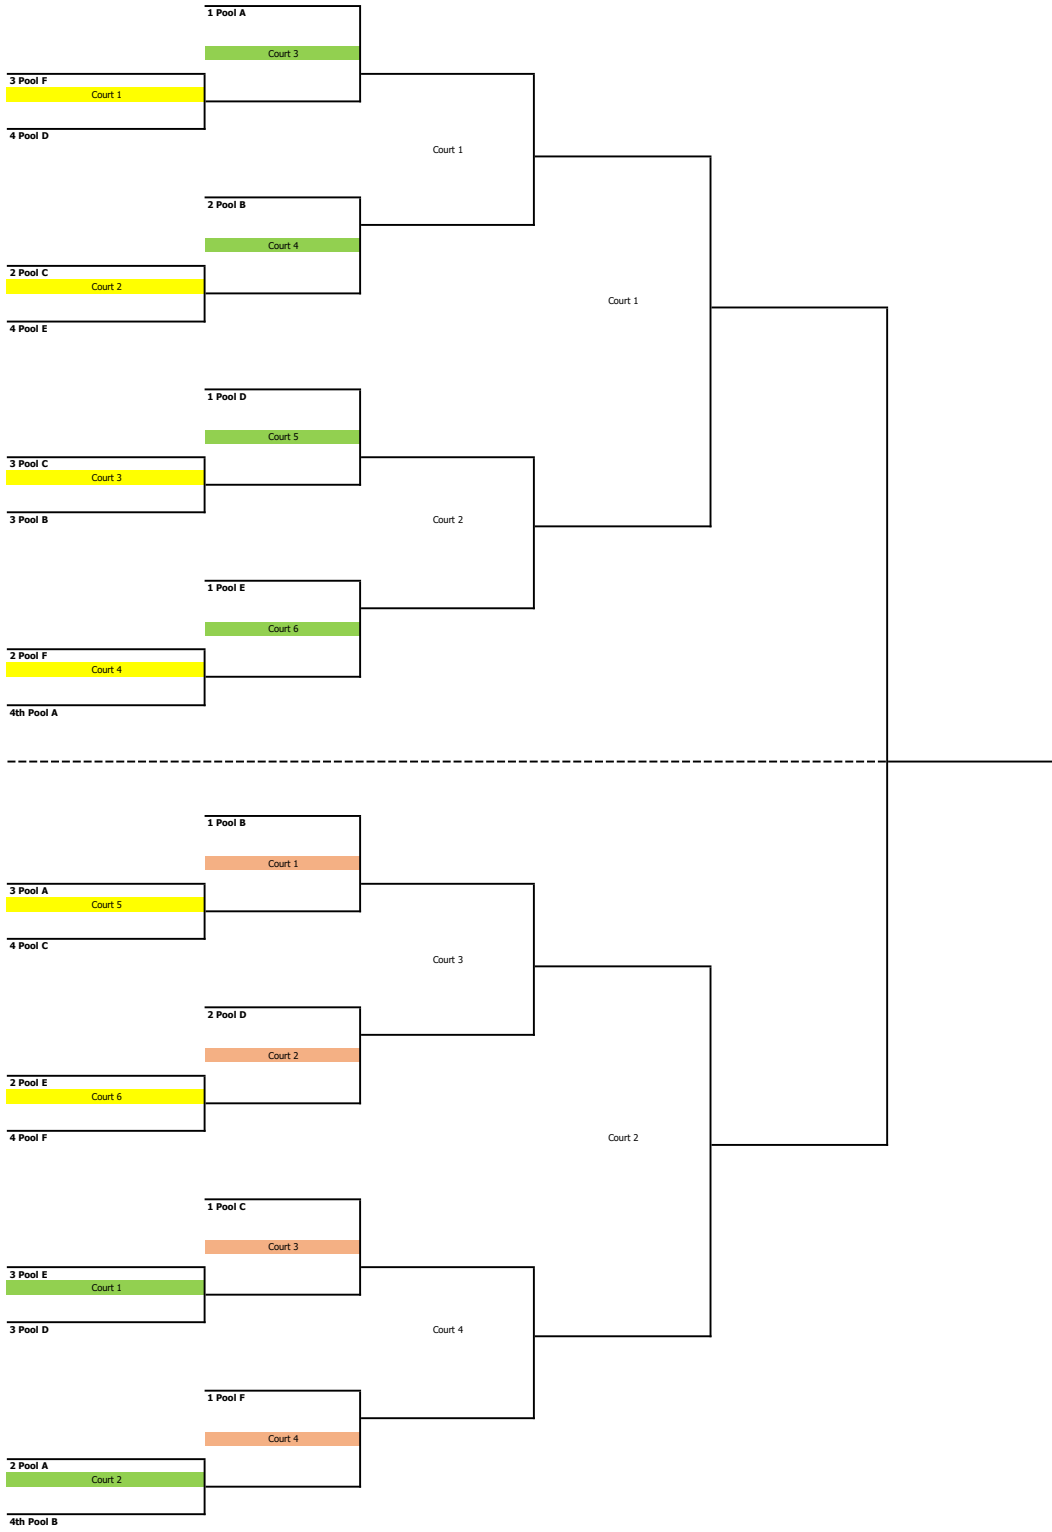 1 Pool A
Court 3
3 Pool F
Court 1
4 Pool D
Court 1
2 Pool B
Court 4
2 Pool C
Court 2
Court 1
4 Pool E
1 Pool D
Court 5
3 Pool C
Court 3
3 Pool B
Court 2
1 Pool E
Court 6
2 Pool F
Court 4
4th Pool A
1 Pool B
Court 1
3 Pool A
Court 5
4 Pool C
Court 3
2 Pool D
Court 2
2 Pool E
Court 6
4 Pool F
Court 2
1 Pool C
Court 3
3 Pool E
Court 1
3 Pool D
Court 4
1 Pool F
Court 4
2 Pool A
Court 2
4th Pool B